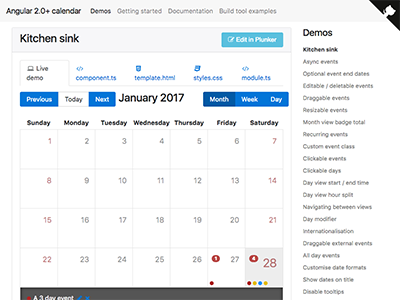 Angular 2.0+ calendar Demos Getting started Documentation Build tool examples
Kitchen sink
Edit in Plunker
Live demo
component.ts
template.html
styles.css
module.ts
Previous Today Next January 2017 Month Week Day
Sunday Monday Tuesday Wednesday Thursday Friday Saturday
1 2 3 4 5 6 7
8 9 10 11 12 13 14
15 16 17 18 19 20 21
22 23 24 25 26 1 27 4 28
A 3 day event
Demos
Kitchen sink
Async events
Optional event end dates
Editable / deletable events
Draggable events
Resizable events
Month view badge total
Recurring events
Custom event class
Clickable events
Clickable days
Day view start / end time
Day view hour split
Navigating between views
Day modifier
Internationalisation
Draggable external events
All day events
Customise date formats
Show dates on title
Disable tooltips